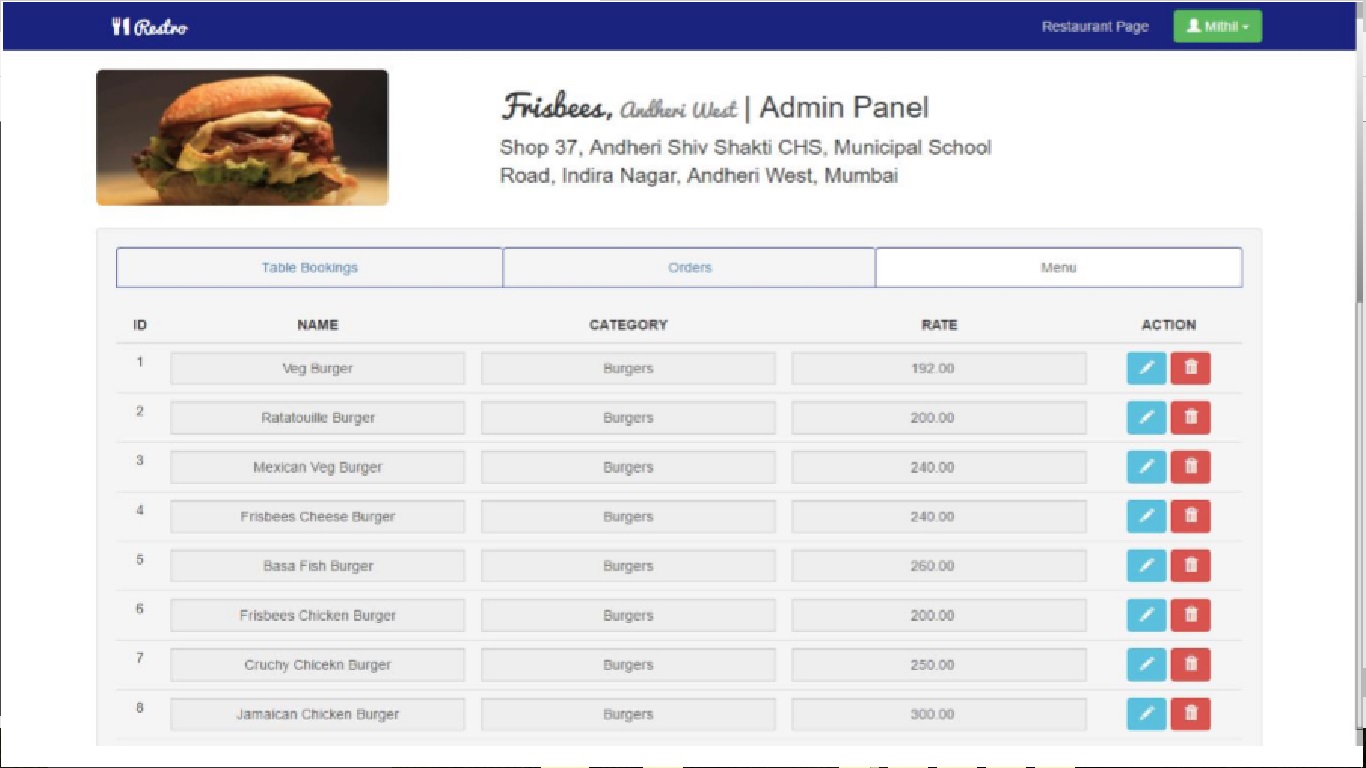 Restro
Restaurant Page
Mithil
Frisbees, Andheri West | Admin Panel
Shop 37, Andheri Shiv Shakti CHS, Municipal School
Road, Indira Nagar, Andheri West, Mumbai
Table Bookings Orders Menu
ID NAME CATEGORY RATE ACTION
1 Veg Burger Burgers 192.00
2 Ratatouille Burger Burgers 200.00
3 Mexican Veg Burger Burgers 240.00
4 Frisbees Cheese Burger Burgers 240.00
5 Basa Fish Burger Burgers 260.00
6 Frisbees Chicken Burger Burgers 200.00
7 Cruchy Chicekn Burger Burgers 250.00
8 Jamaican Chicken Burger Burgers 300.00